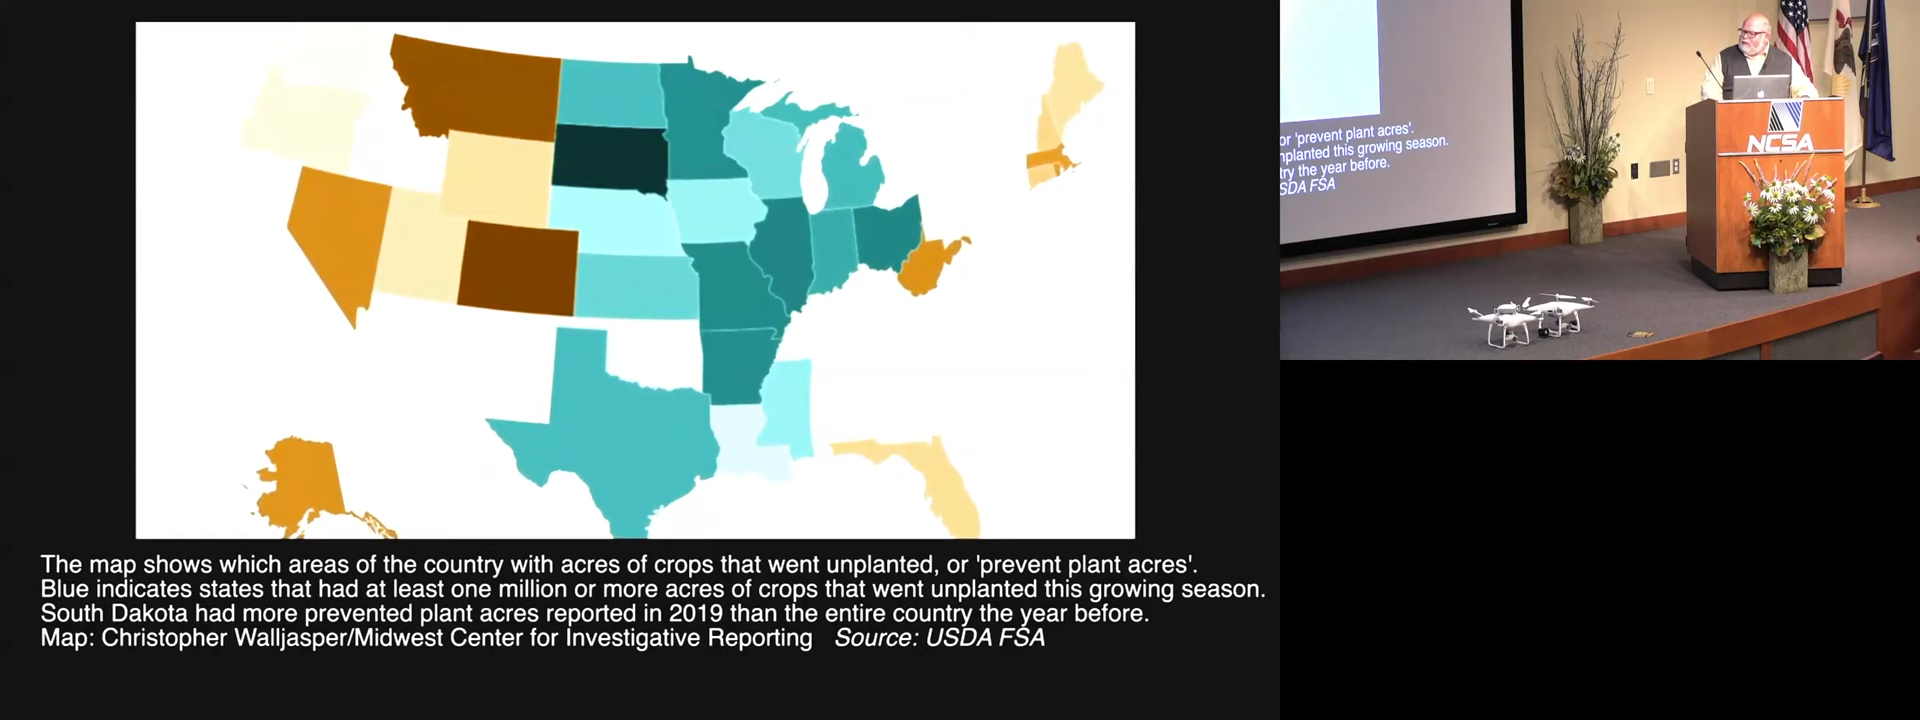 The map shows which areas of the country with acres of crops that went unplanted, or 'prevent plant acres'.
Blue indicates states that had at least one million or more acres of crops that went unplanted this growing season.
South Dakota had more prevented plant acres reported in 2019 than the entire country the year before.
Map: Christopher Walljasper/Midwest Center for Investigative Reporting Source: USDA FSA
or 'prevent plant acres'.
nplanted this growing season.
try the year before.
SDA FSA
NCSA